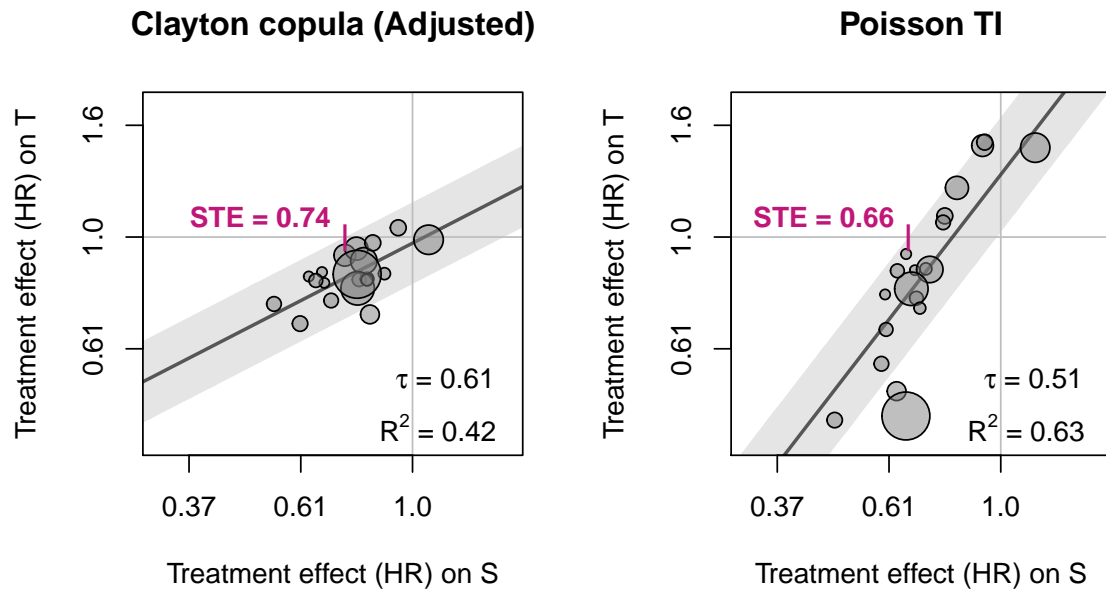 Clayton copula (Adjusted)
Treatment effect (HR) on T
1.6
1.0
0.61
STE = 0.74
τ = 0.61
R² = 0.42
0.37 0.61 1.0
Treatment effect (HR) on S
Poisson TI
Treatment effect (HR) on T
1.6
1.0
0.61
STE = 0.66
τ = 0.51
R² = 0.63
0.37 0.61 1.0
Treatment effect (HR) on S